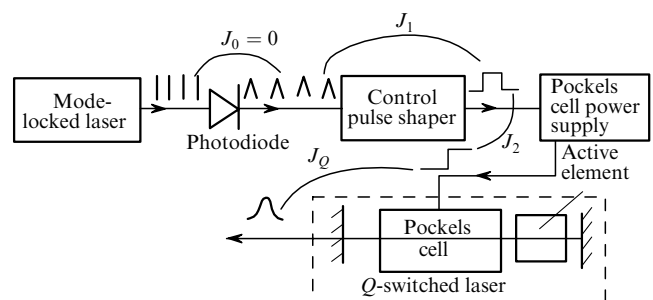 J₀ = 0
J₁
Mode-
locked laser
Photodiode
Control
pulse shaper
Pockels
cell power
supply
J₂
Active
element
J_Q
Pockels
cell
Q-switched laser